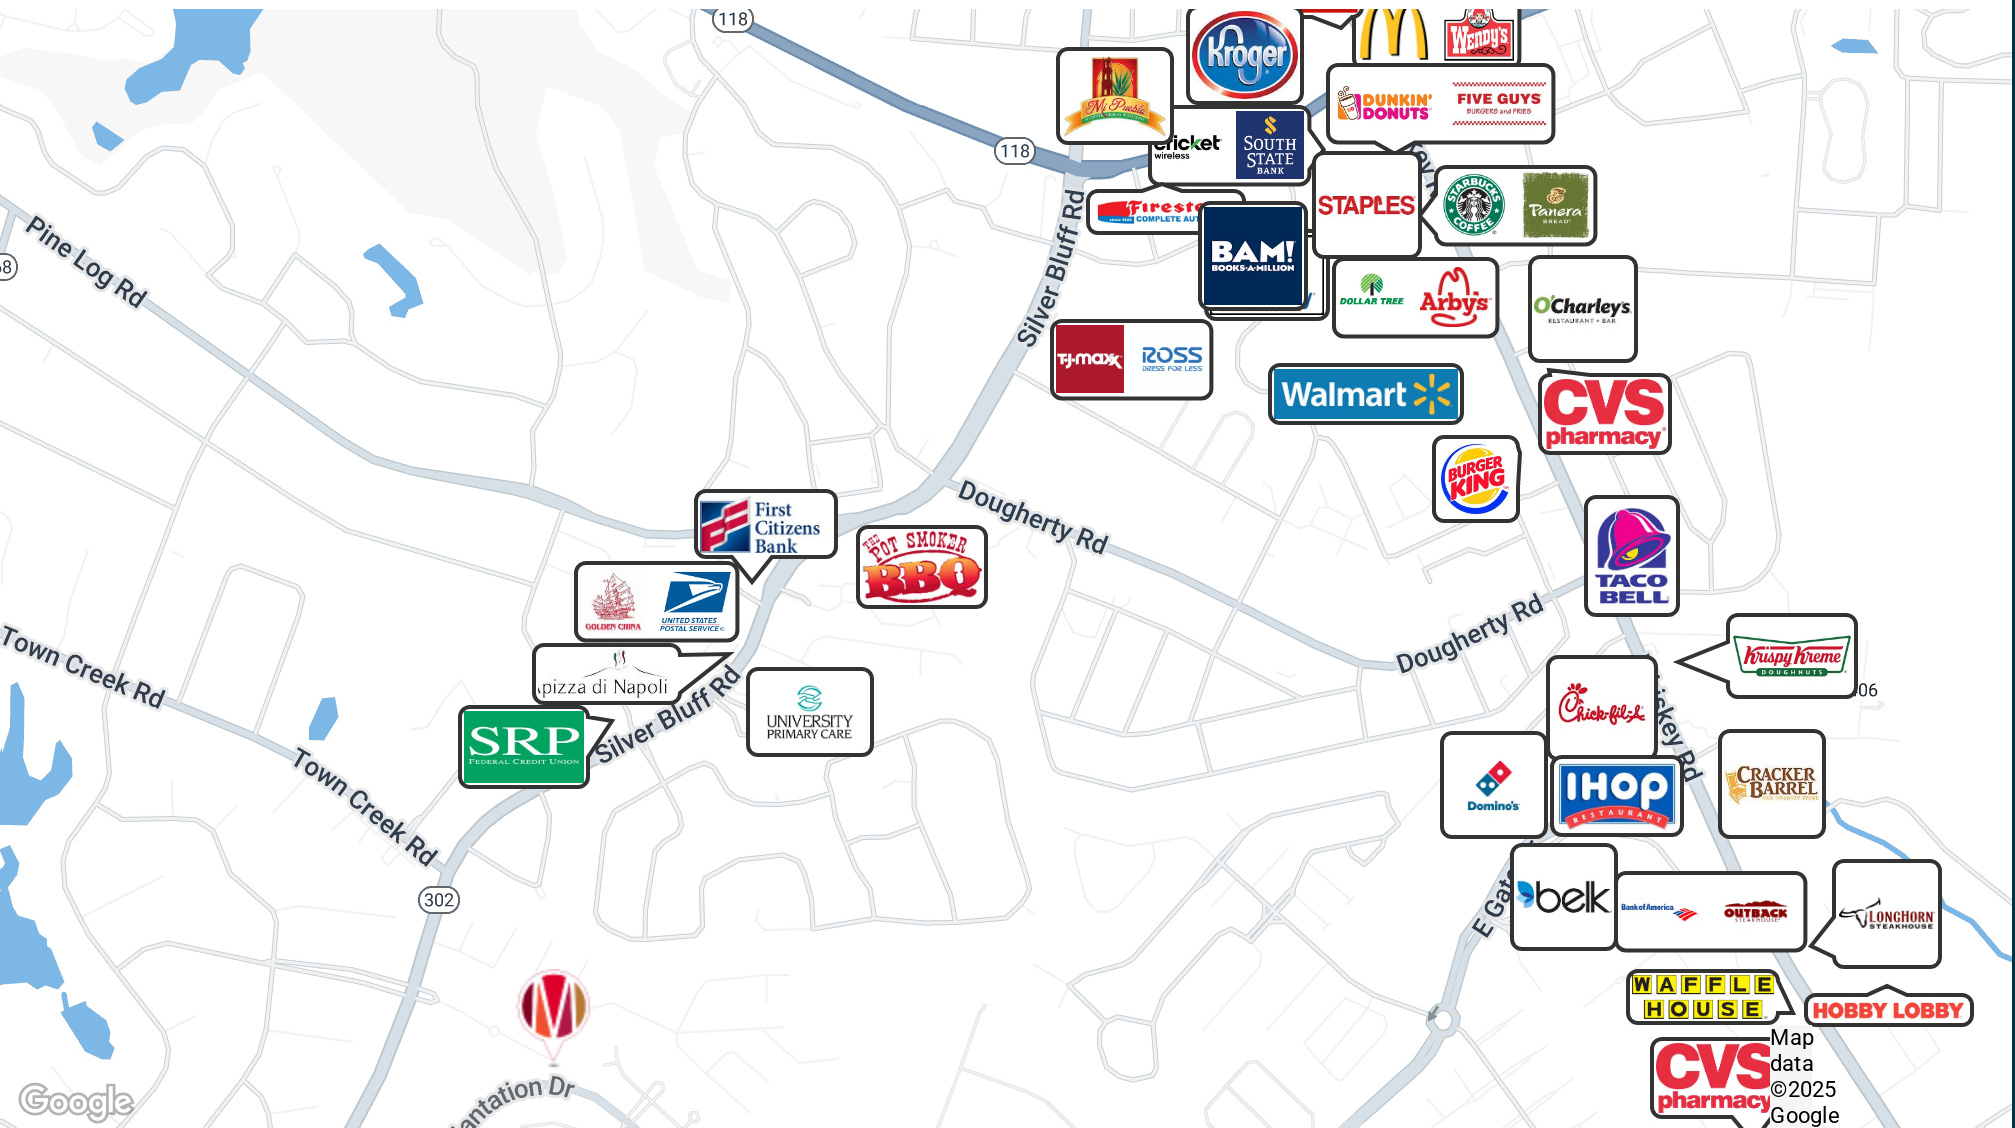 118
Kroger
M
Wendy's
Mi Pueblo
DUNKIN'
DONUTS
FIVE GUYS
BURGERS and FRIES
118
cricket
wireless
SOUTH
STATE
BANK
STAPLES
STARBUCKS
COFFEE
Panera
BREAD
COMPLETE
BAM!
BOOKS·A·MILLION
Pine Log Rd
Silver Bluff Rd
DOLLAR TREE
Arby's
O'Charley's
RESTAURANT + BAR
T·J·maxx
ROSS
DRESS FOR LESS
Walmart
CVS
pharmacy
BURGER
KING
First
Citizens
Bank
Dougherty Rd
THE
POT SMOKER
BBQ
TACO
BELL
GOLDEN CHINA
UNITED STATES
POSTAL SERVICE
Dougherty Rd
Town Creek Rd
pizza di Napoli
Krispy Kreme
DOUGHNUTS
Silver Bluff Rd
UNIVERSITY
PRIMARY CARE
Chick-fil-A
SRP
FEDERAL CREDIT UNION
Town Creek Rd
Domino's
IHOP
RESTAURANT
CRACKER
BARREL
OLD COUNTRY STORE
302
belk
Bank of America
OUTBACK
STEAKHOUSE
LONGHORN
STEAKHOUSE
WAFFLE
HOUSE
HOBBY LOBBY
M
CVS
pharmacy
Map
data
©2025
Google
Google